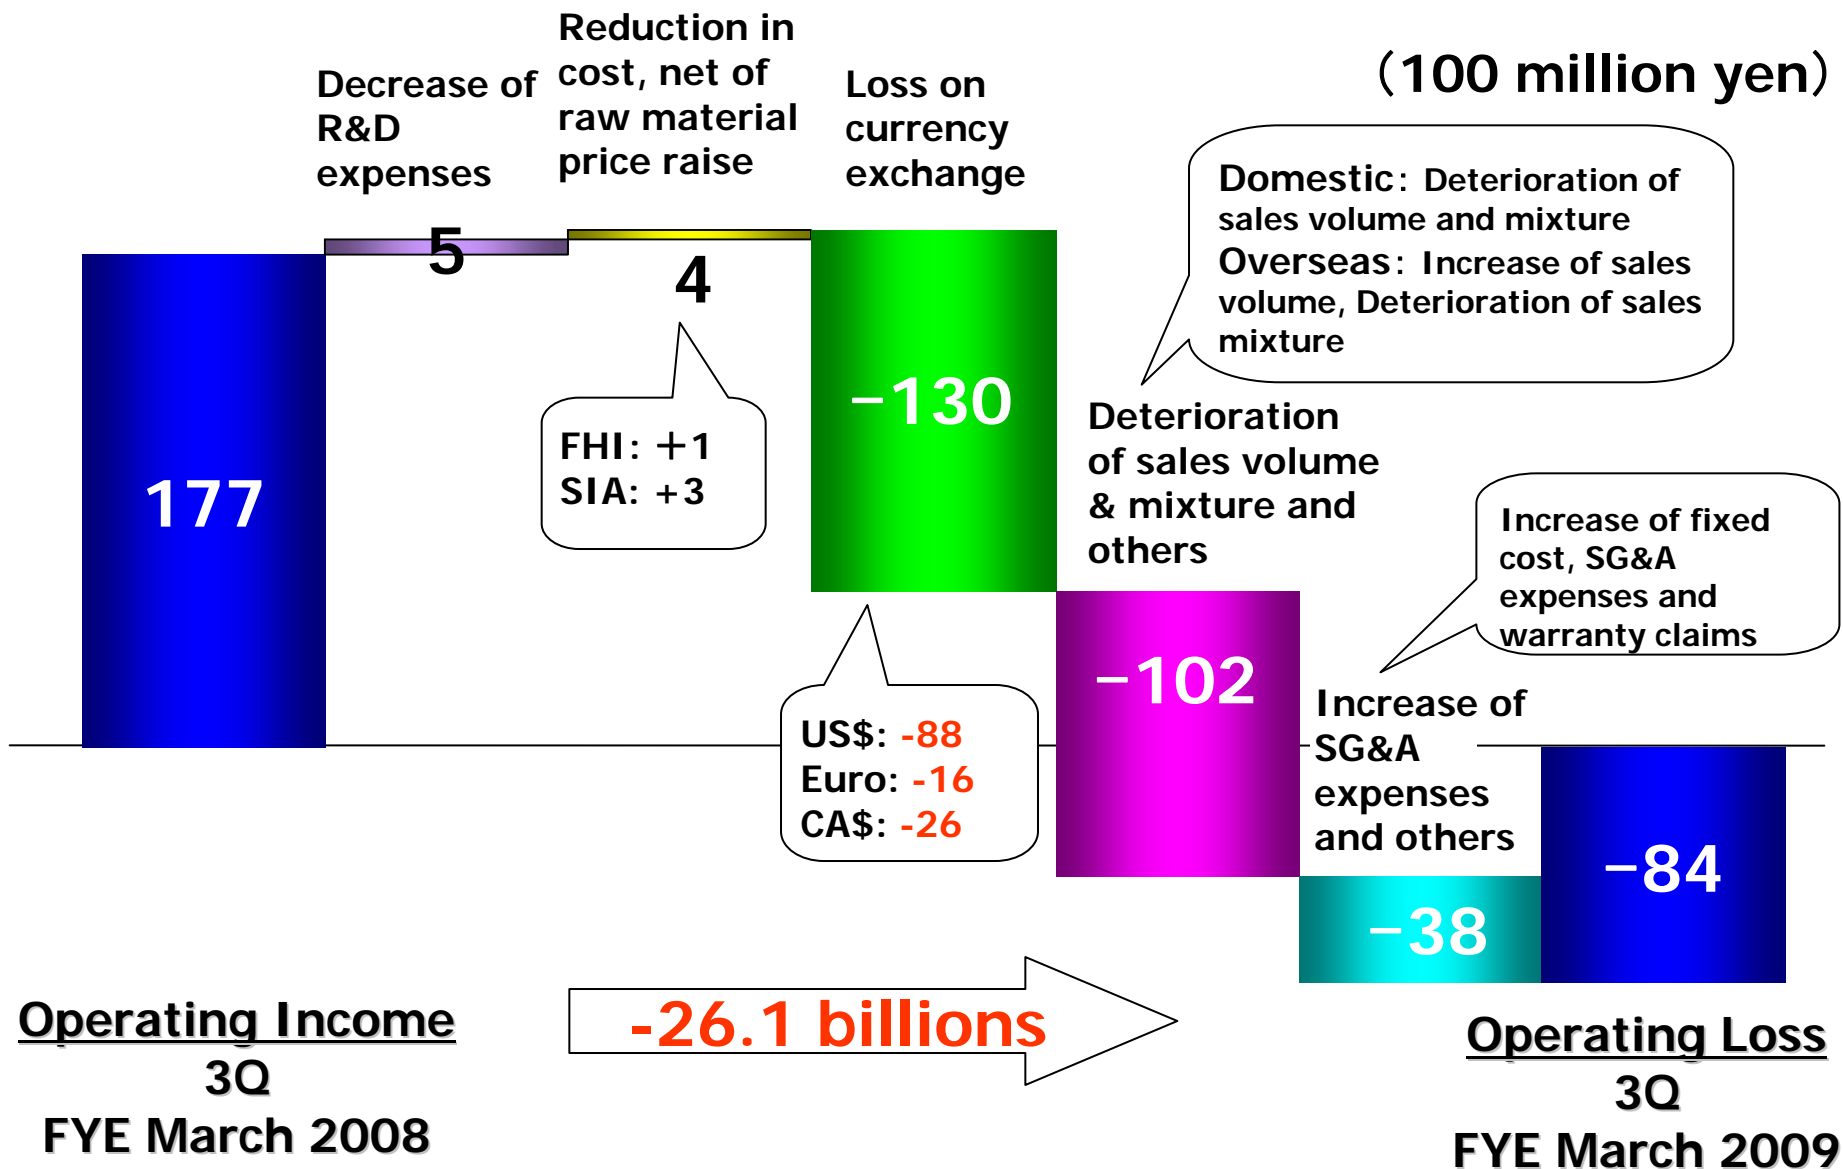 (100 million yen)
Decrease of
R&D
expenses
Reduction in
cost, net of
raw material
price raise
Loss on
currency
exchange
Domestic: Deterioration of
sales volume and mixture
Overseas: Increase of sales
volume, Deterioration of sales
mixture
5
4
177
−130
FHI: +1
SIA: +3
Deterioration
of sales volume
& mixture and
others
Increase of fixed
cost, SG&A
expenses and
warranty claims
−102
US$: -88
Euro: -16
CA$: -26
Increase of
SG&A
expenses
and others
−38
−84
-26.1 billions
Operating Income
3Q
FYE March 2008
Operating Loss
3Q
FYE March 2009